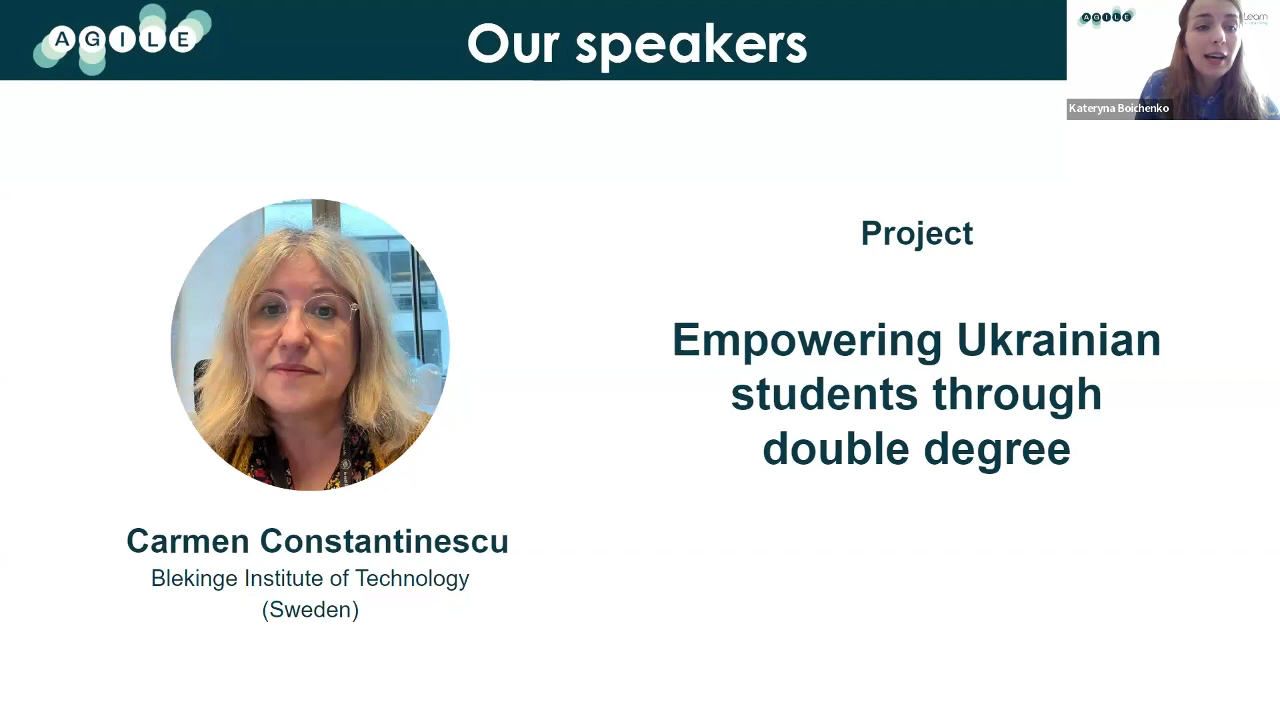 AGILE
Our speakers
AGILE
Kateryna Boichenko
Project
Empowering Ukrainian
students through
double degree
Carmen Constantinescu
Blekinge Institute of Technology
(Sweden)